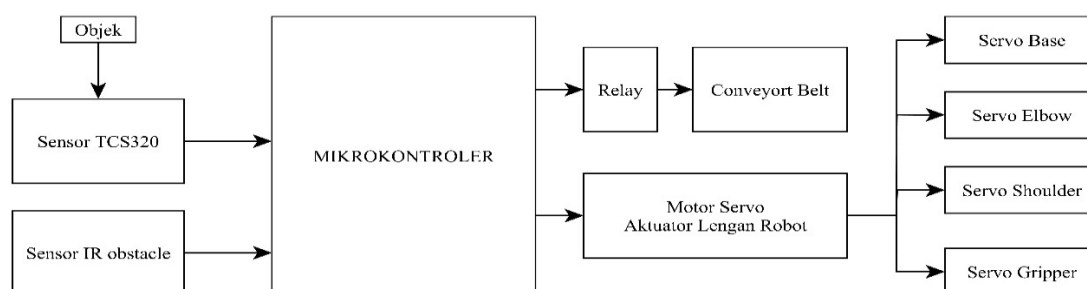 Objek
Sensor TCS320
Sensor IR obstacle
MIKROKONTROLER
Relay
Conveyort Belt
Motor Servo
Aktuator Lengan Robot
Servo Base
Servo Elbow
Servo Shoulder
Servo Gripper